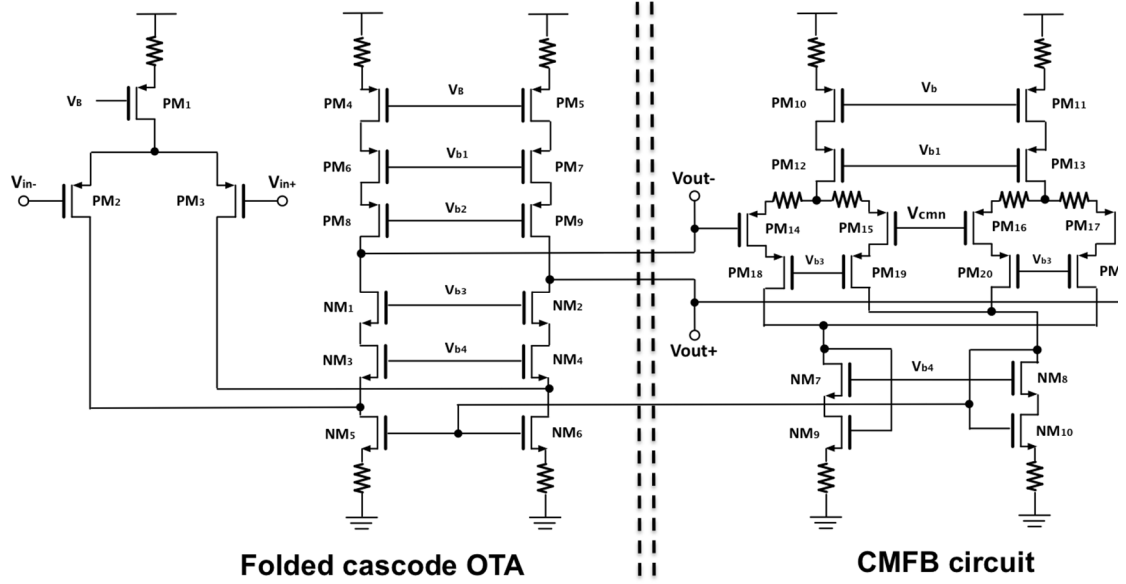 VB PM1
PM4 VB PM5
PM10 Vb PM11
PM6 Vb1 PM7
PM12 Vb1 PM13
Vin- PM2 PM3 Vin+
PM8 Vb2 PM9
Vout- PM14 PM15 Vcmn PM16 PM17
PM18 Vb3 PM19 PM20 Vb3 PM
NM1 Vb3 NM2
Vout+
NM3 Vb4 NM4
NM7 Vb4 NM8
NM5 NM6
NM9 NM10
Folded cascode OTA
CMFB circuit